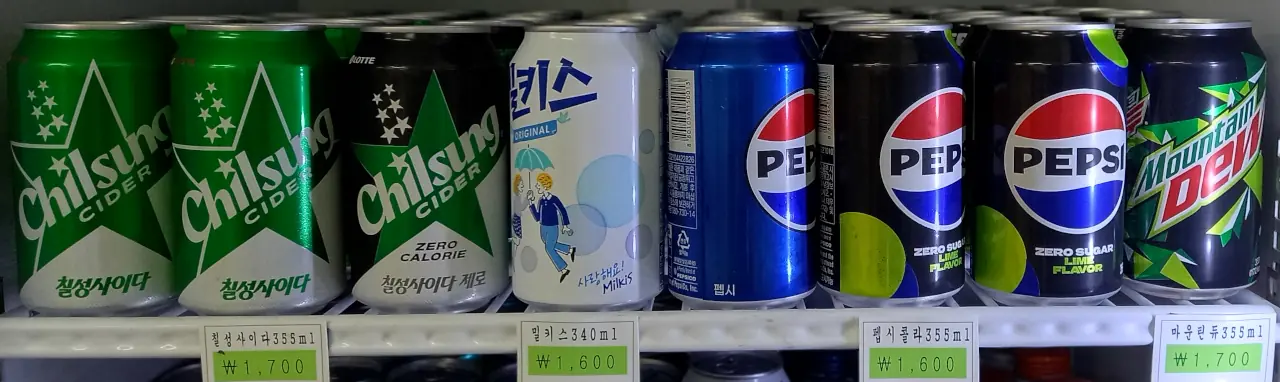 Chilsung
CIDER
칠성사이다
Chilsung
CIDER
칠성사이다
LOTTE
Chilsung
CIDER
ZERO
CALORIE
칠성사이다 제로
밀키스
ORIGINAL
사랑해요!
Milkis
PEP
펩시
PEPS
ZERO SUGA
LIME
FLAVOR
PEPSI
ZERO SUGAR
LIME
FLAVOR
Mountain
DEW
칠성사이다355ml
₩1,700
밀키스340ml
₩1,600
펩시콜라355ml
₩1,600
마운틴듀355ml
₩1,700